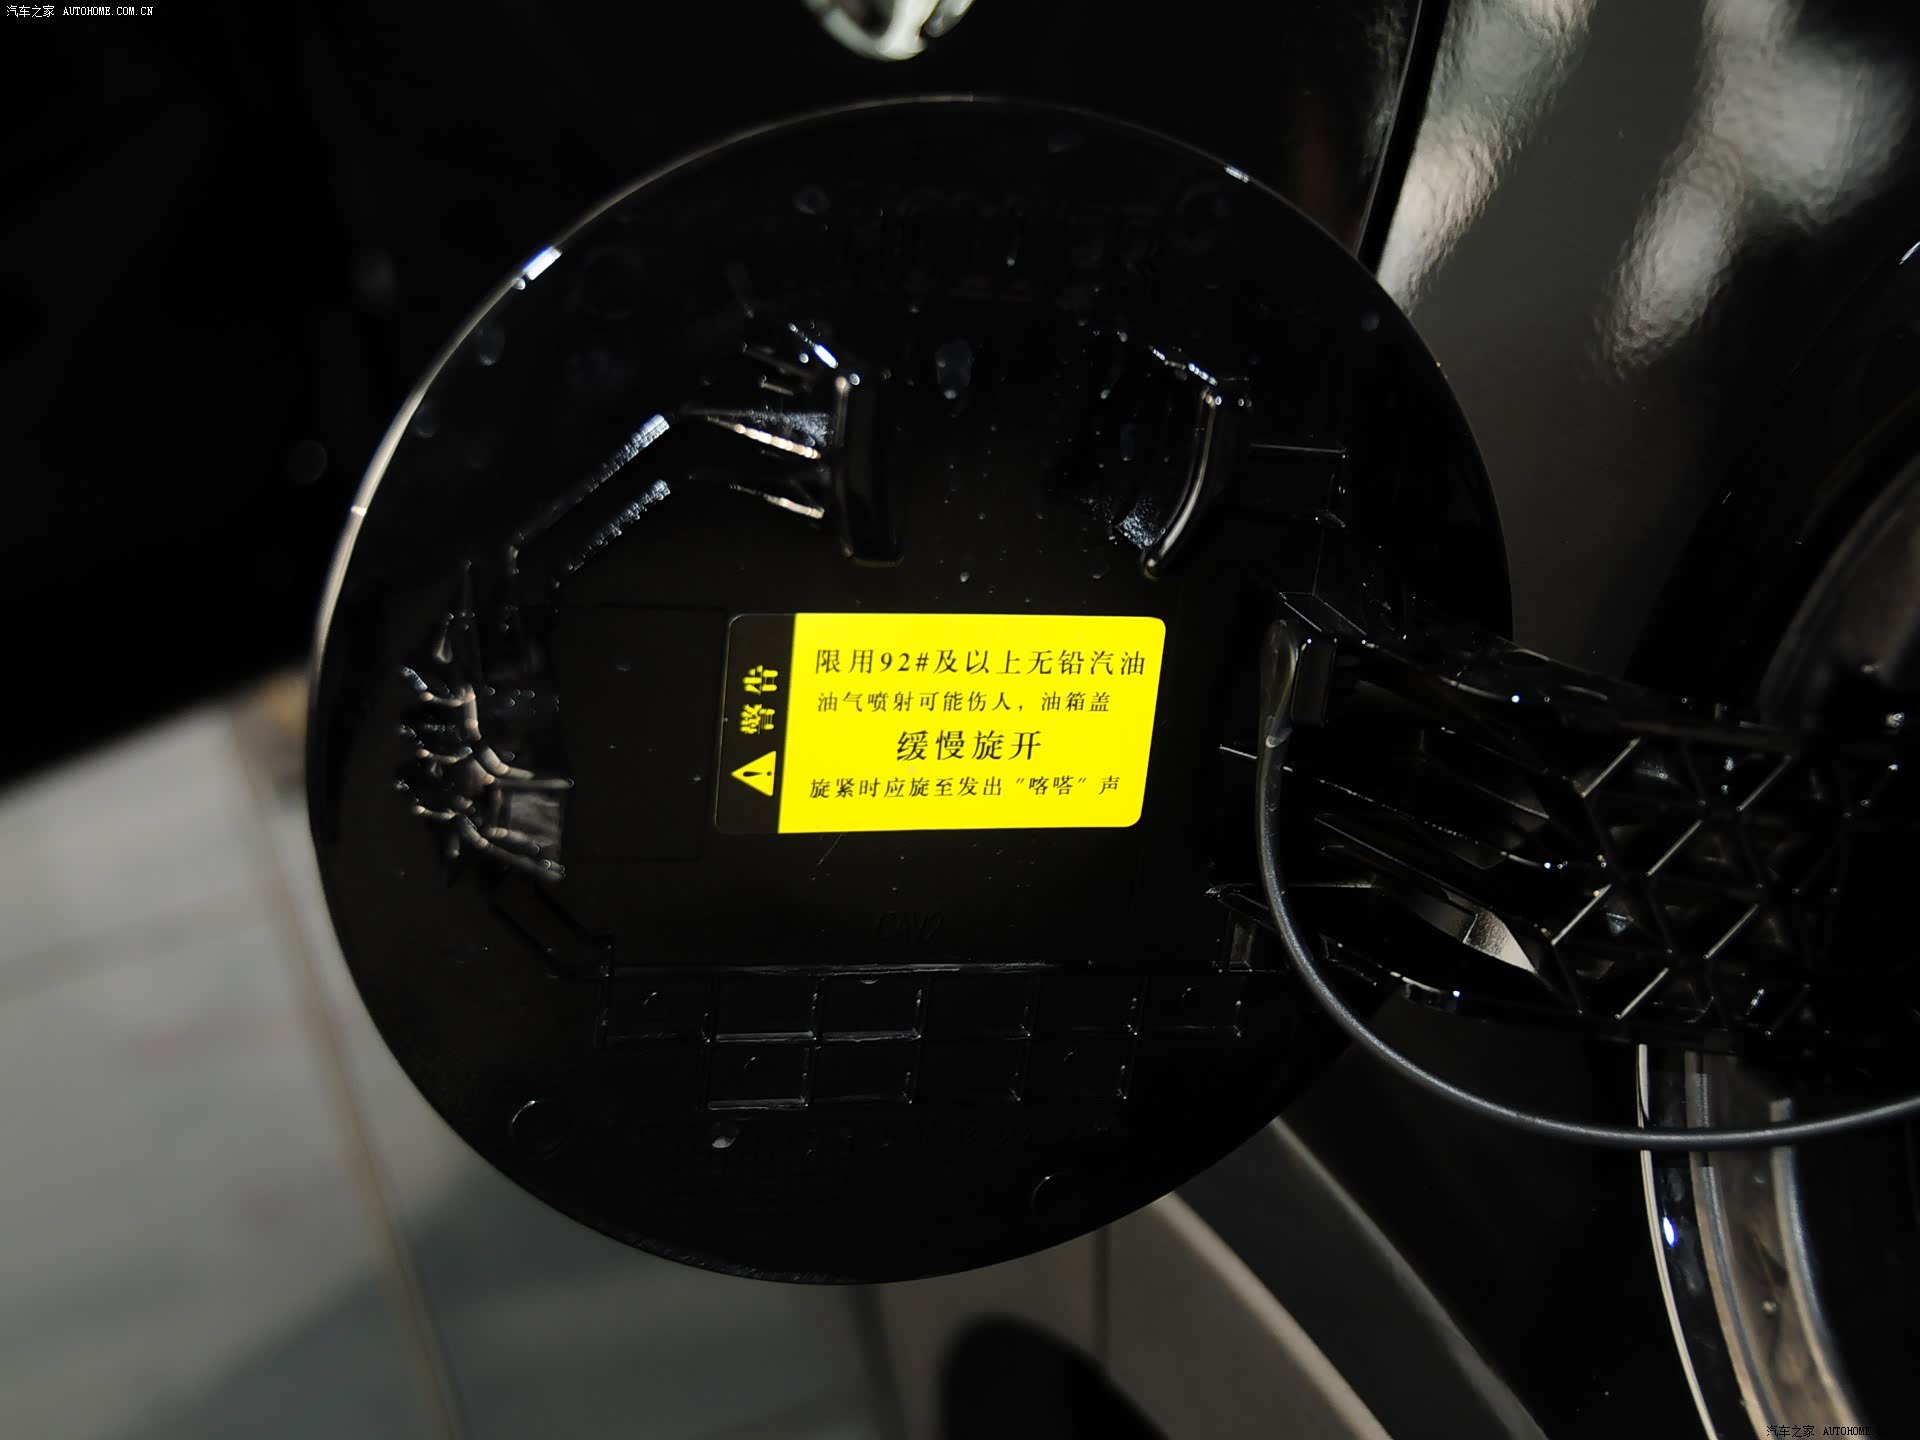 汽车之家 AUTOHOME.COM.CN
警告
限用92#及以上无铅汽油
油气喷射可能伤人，油箱盖
缓慢旋开
旋紧时应旋至发出“喀嗒”声
汽车之家 AUTOHOME